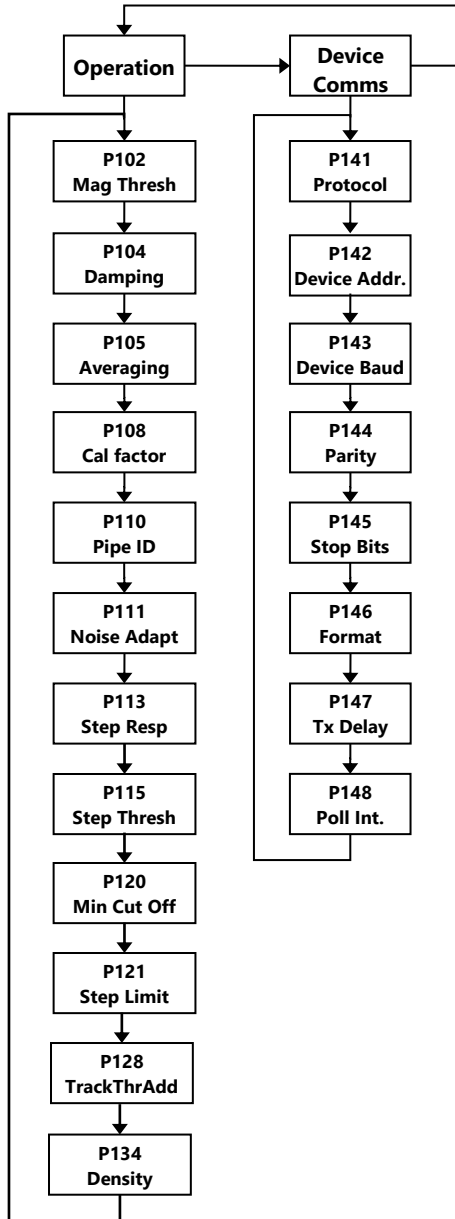 Operation
P102
Mag Thresh
P104
Damping
P105
Averaging
P108
Cal factor
P110
Pipe ID
P111
Noise Adapt
P113
Step Resp
P115
Step Thresh
P120
Min Cut Off
P121
Step Limit
P128
TrackThrAdd
P134
Density
Device
Comms
P141
Protocol
P142
Device Addr.
P143
Device Baud
P144
Parity
P145
Stop Bits
P146
Format
P147
Tx Delay
P148
Poll Int.